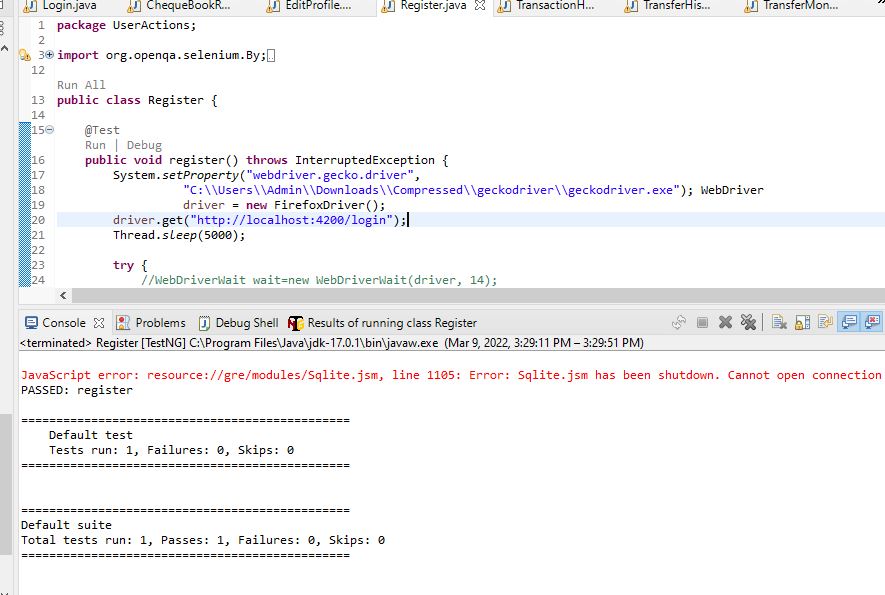 Login.java ChequeBookR... EditProfile.... Register.java TransactionH... TransferHis... TransferMon...
1 package UserActions;
2
3 import org.openqa.selenium.By;
12
Run All
13 public class Register {
14
15 @Test
Run | Debug
16 public void register() throws InterruptedException {
17 System.setProperty("webdriver.gecko.driver",
18 "C:\\Users\\Admin\\Downloads\\Compressed\\geckodriver\\geckodriver.exe"); WebDriver
19 driver = new FirefoxDriver();
20 driver.get("http://localhost:4200/login");
21 Thread.sleep(5000);
22
23 try {
24 //WebDriverWait wait=new WebDriverWait(driver, 14);
Console Problems Debug Shell Results of running class Register
<terminated> Register [TestNG] C:\Program Files\Java\jdk-17.0.1\bin\javaw.exe (Mar 9, 2022, 3:29:11 PM – 3:29:51 PM)
JavaScript error: resource://gre/modules/Sqlite.jsm, line 1105: Error: Sqlite.jsm has been shutdown. Cannot open connection
PASSED: register
===============================================
Default test
Tests run: 1, Failures: 0, Skips: 0
===============================================
===============================================
Default suite
Total tests run: 1, Passes: 1, Failures: 0, Skips: 0
===============================================